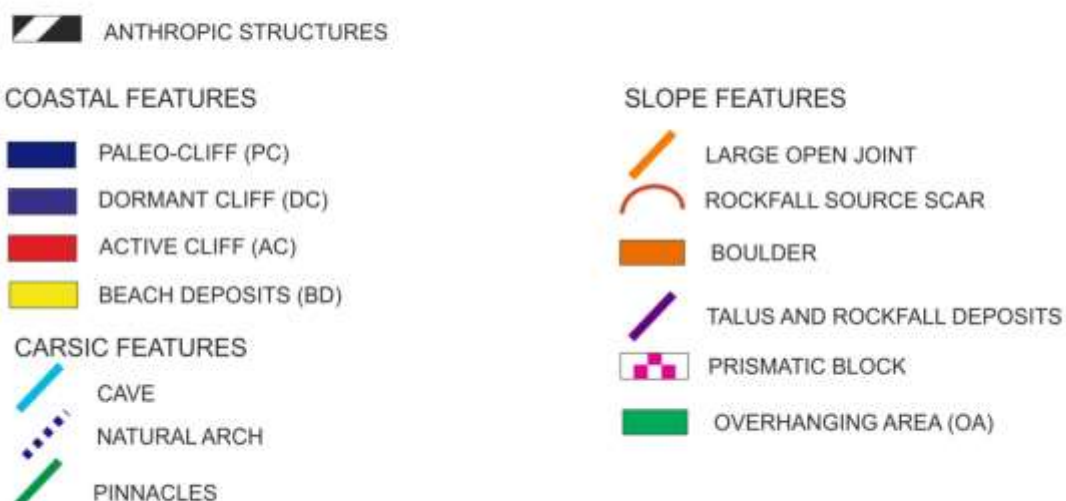 ANTHROPIC STRUCTURES
COASTAL FEATURES
PALEO-CLIFF (PC)
DORMANT CLIFF (DC)
ACTIVE CLIFF (AC)
BEACH DEPOSITS (BD)
CARSIC FEATURES
CAVE
NATURAL ARCH
PINNACLES
SLOPE FEATURES
LARGE OPEN JOINT
ROCKFALL SOURCE SCAR
BOULDER
TALUS AND ROCKFALL DEPOSITS
PRISMATIC BLOCK
OVERHANGING AREA (OA)